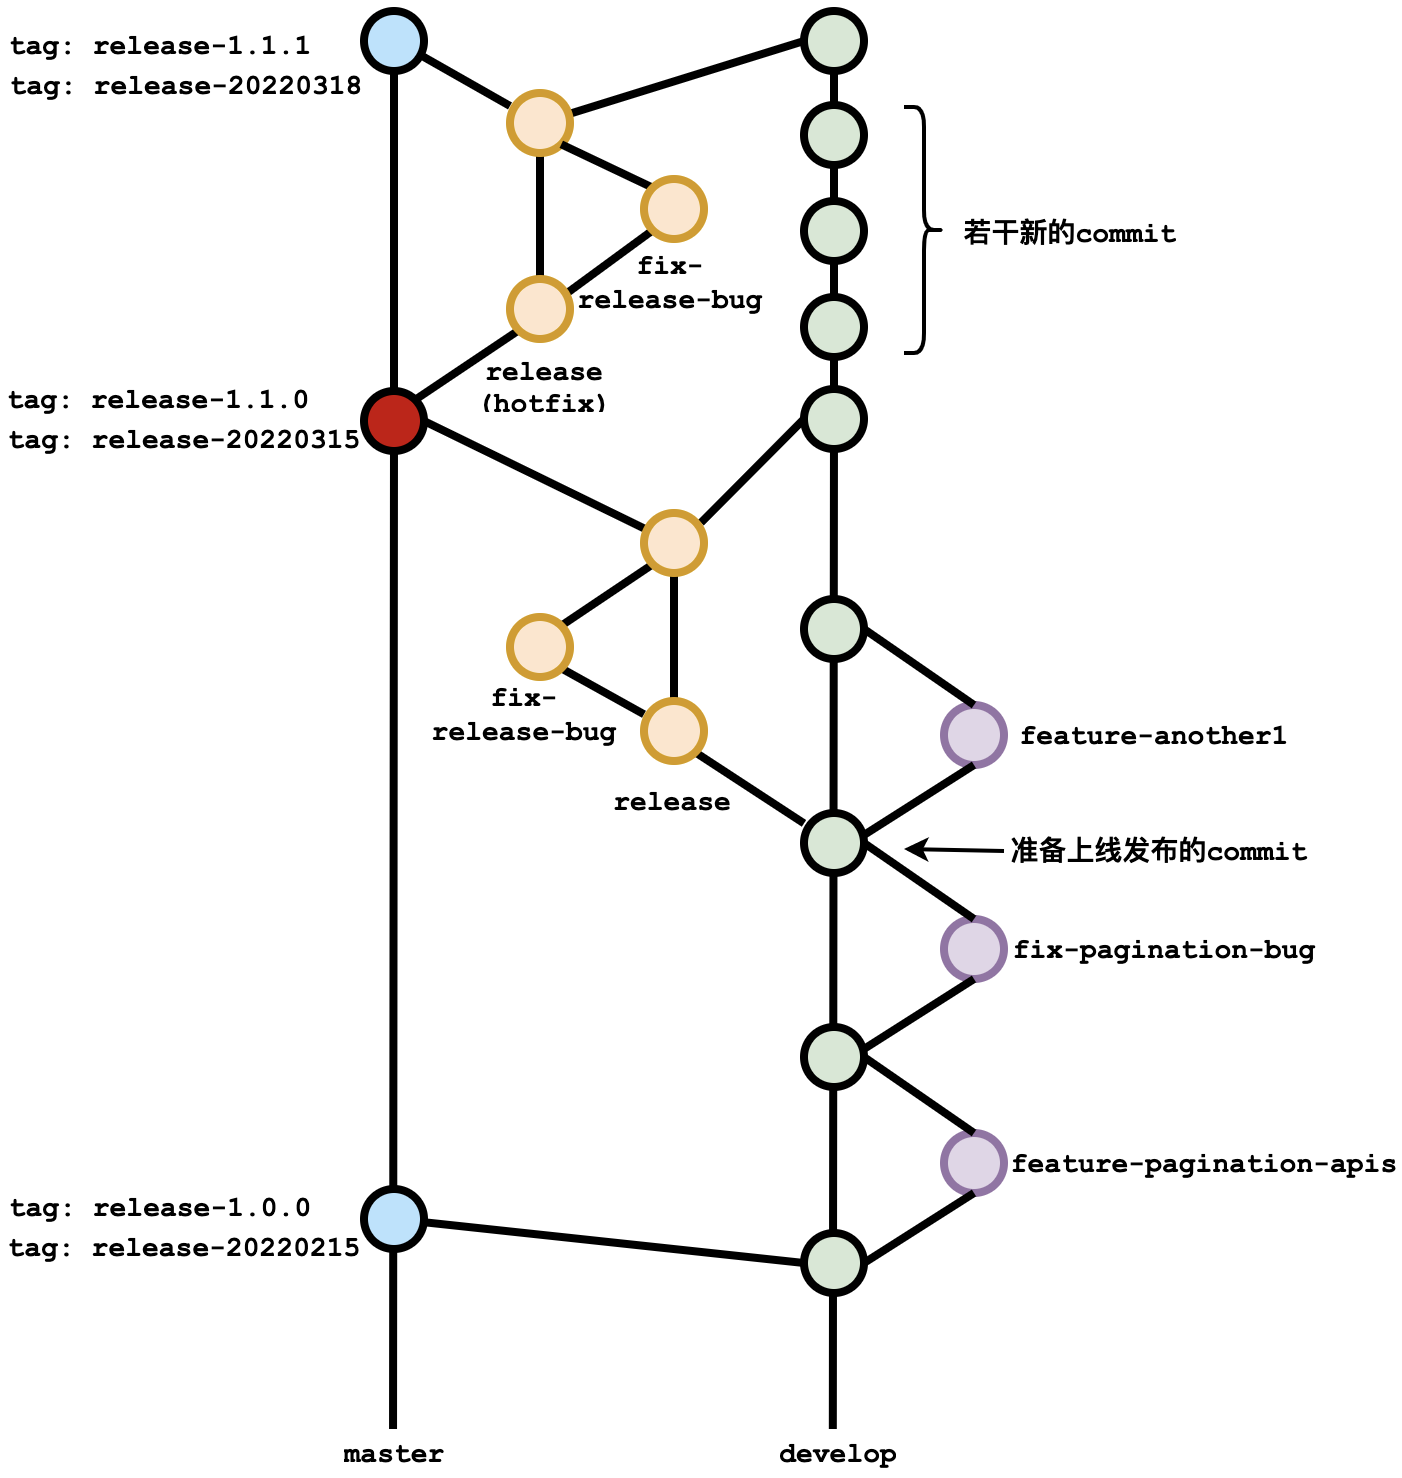 tag: release-1.1.1
tag: release-20220318
若干新的commit
fix-
release-bug
release
(hotfix)
tag: release-1.1.0
tag: release-20220315
fix-
release-bug
feature-another1
release
准备上线发布的commit
fix-pagination-bug
feature-pagination-apis
tag: release-1.0.0
tag: release-20220215
master
develop